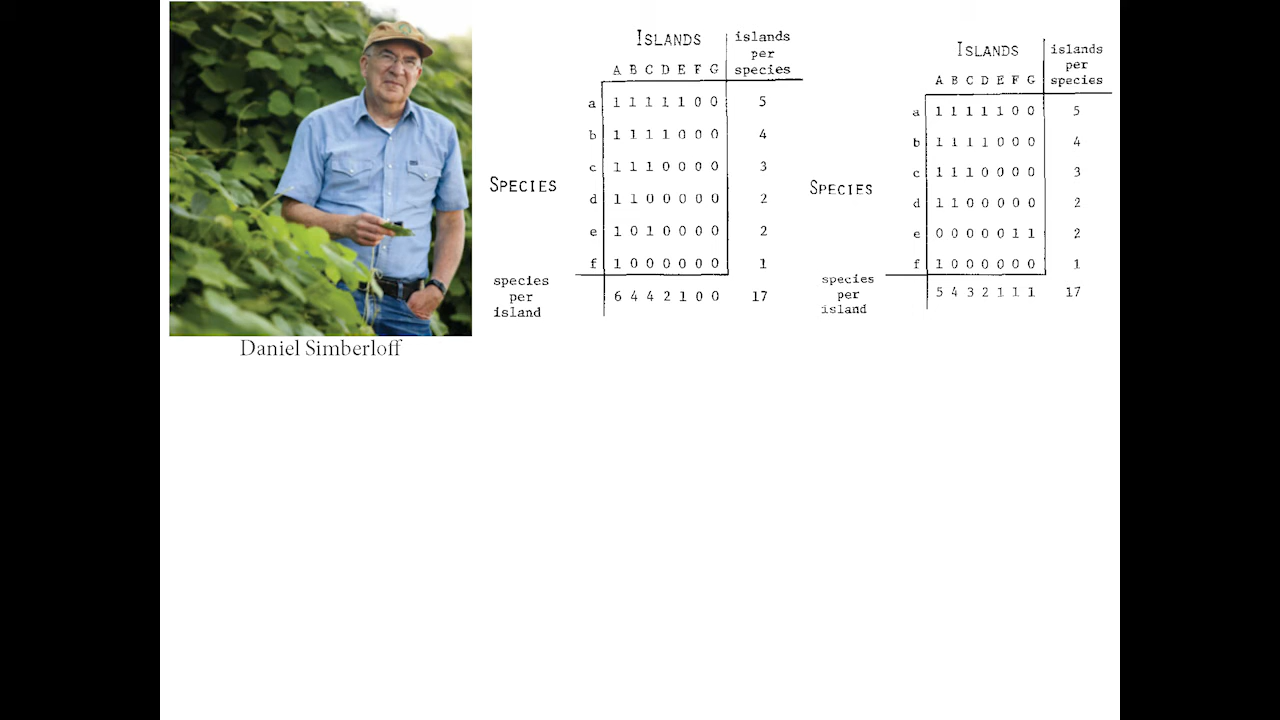 Daniel Simberloff
ISLANDS
islands
per
species
A B C D E F G
a 1 1 1 1 1 0 0 5
b 1 1 1 1 0 0 0 4
c 1 1 1 0 0 0 0 3
SPECIES
d 1 1 0 0 0 0 0 2
e 1 0 1 0 0 0 0 2
f 1 0 0 0 0 0 0 1
species
per
island
6 4 4 2 1 0 0 17
ISLANDS
islands
per
species
A B C D E F G
a 1 1 1 1 1 0 0 5
b 1 1 1 1 0 0 0 4
c 1 1 1 0 0 0 0 3
SPECIES
d 1 1 0 0 0 0 0 2
e 0 0 0 0 0 1 1 2
f 1 0 0 0 0 0 0 1
species
per
island
5 4 3 2 1 1 1 17